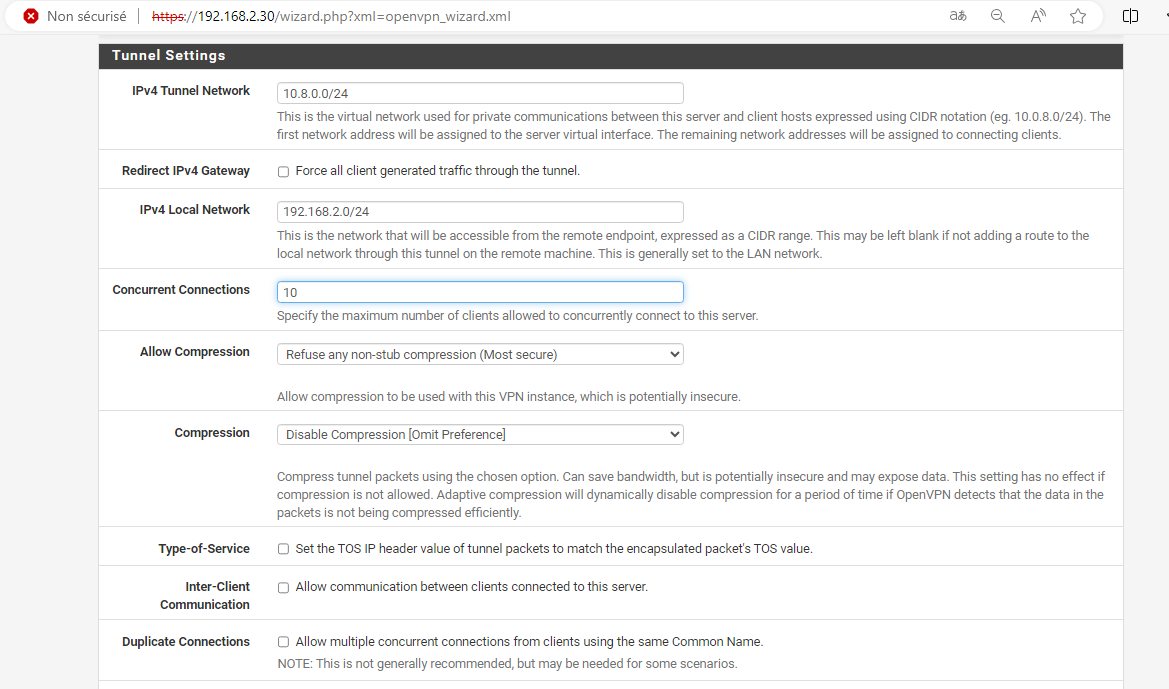 Non sécurisé https://192.168.2.30/wizard.php?xml=openvpn_wizard.xml
Tunnel Settings
IPv4 Tunnel Network 10.8.0.0/24
This is the virtual network used for private communications between this server and client hosts expressed using CIDR notation (eg. 10.0.8.0/24). The
first network address will be assigned to the server virtual interface. The remaining network addresses will be assigned to connecting clients.
Redirect IPv4 Gateway Force all client generated traffic through the tunnel.
IPv4 Local Network 192.168.2.0/24
This is the network that will be accessible from the remote endpoint, expressed as a CIDR range. This may be left blank if not adding a route to the
local network through this tunnel on the remote machine. This is generally set to the LAN network.
Concurrent Connections 10
Specify the maximum number of clients allowed to concurrently connect to this server.
Allow Compression Refuse any non-stub compression (Most secure)
Allow compression to be used with this VPN instance, which is potentially insecure.
Compression Disable Compression [Omit Preference]
Compress tunnel packets using the chosen option. Can save bandwidth, but is potentially insecure and may expose data. This setting has no effect if
compression is not allowed. Adaptive compression will dynamically disable compression for a period of time if OpenVPN detects that the data in the
packets is not being compressed efficiently.
Type-of-Service Set the TOS IP header value of tunnel packets to match the encapsulated packet's TOS value.
Inter-Client Allow communication between clients connected to this server.
Communication
Duplicate Connections Allow multiple concurrent connections from clients using the same Common Name.
NOTE: This is not generally recommended, but may be needed for some scenarios.